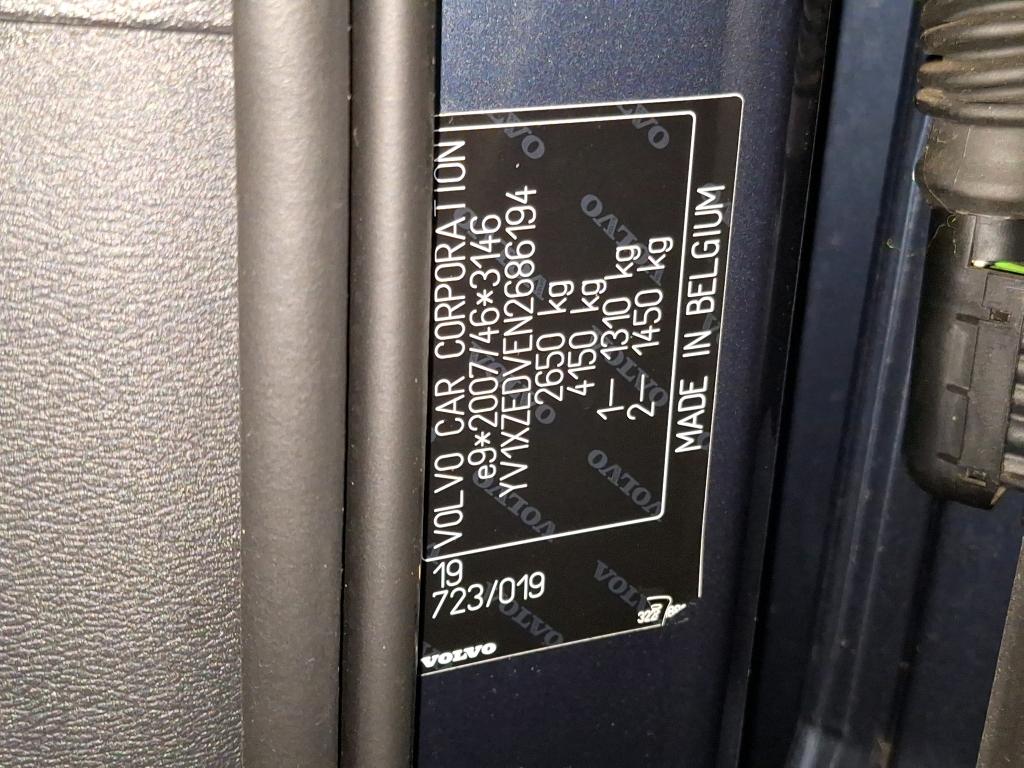 VOLVO CAR CORPORATION
e9*2007/46*3146
YV1XZEDVEN2686194
2650 kg
4150 kg
1— 1310 kg
2— 1450 kg
MADE IN BELGIUM
19
723/019
VOLVO